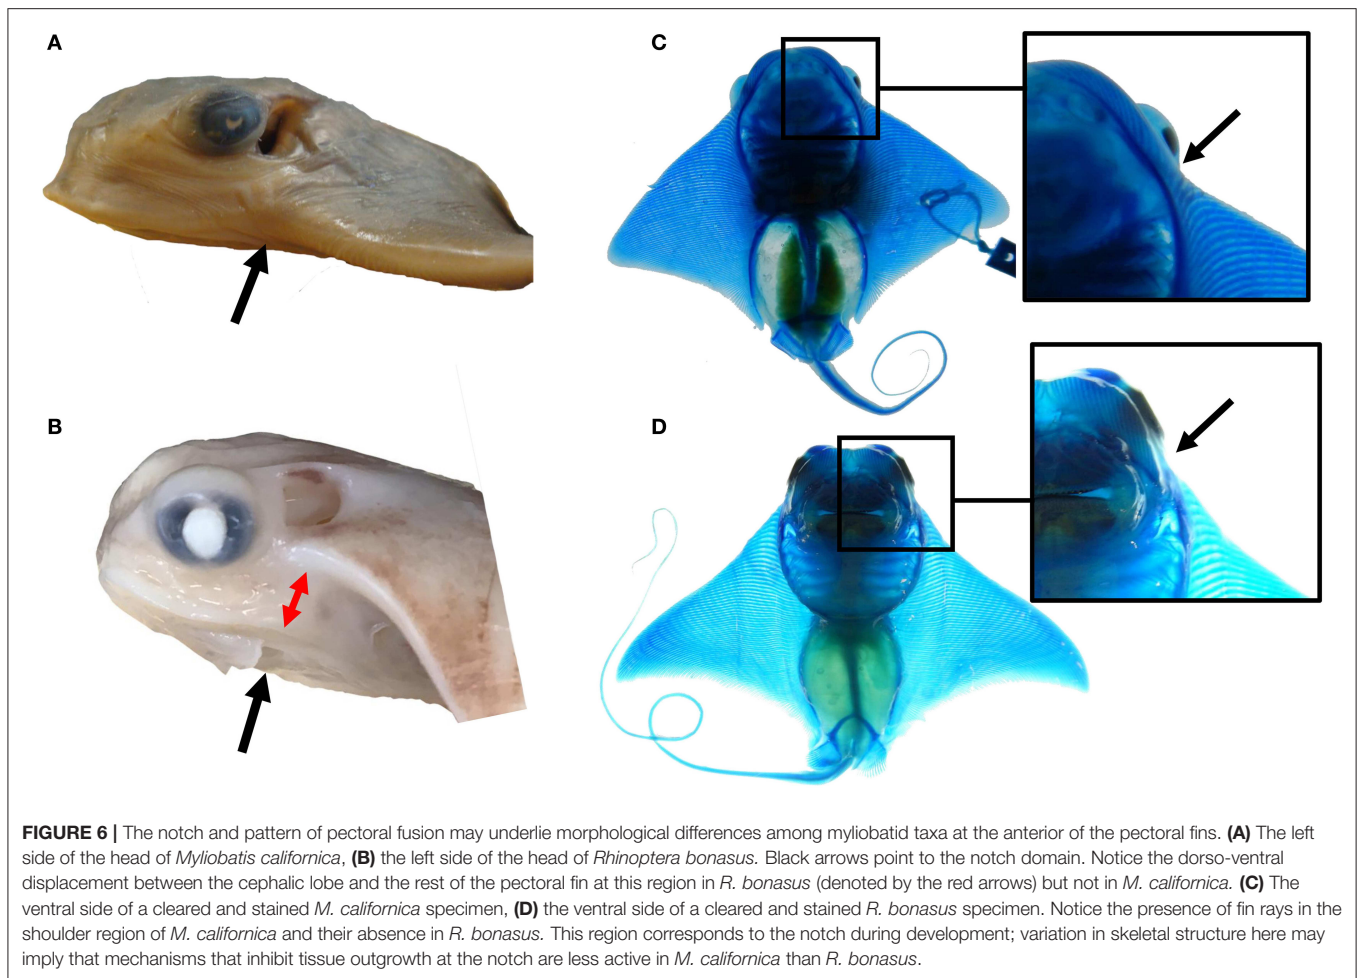 A
C
B
D
FIGURE 6 | The notch and pattern of pectoral fusion may underlie morphological differences among myliobatid taxa at the anterior of the pectoral fins. (A) The left
side of the head of Myliobatis californica, (B) the left side of the head of Rhinoptera bonasus. Black arrows point to the notch domain. Notice the dorso-ventral
displacement between the cephalic lobe and the rest of the pectoral fin at this region in R. bonasus (denoted by the red arrows) but not in M. californica. (C) The
ventral side of a cleared and stained M. californica specimen, (D) the ventral side of a cleared and stained R. bonasus specimen. Notice the presence of fin rays in the
shoulder region of M. californica and their absence in R. bonasus. This region corresponds to the notch during development; variation in skeletal structure here may
imply that mechanisms that inhibit tissue outgrowth at the notch are less active in M. californica than R. bonasus.